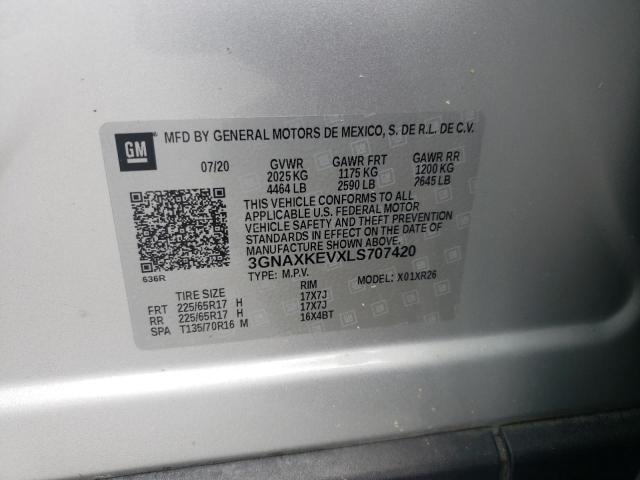 GM
MFD BY GENERAL MOTORS DE MEXICO, S. DE R.L. DE C.V.
07/20 GVWR GAWR FRT GAWR RR
2025 KG 1175 KG 1200 KG
4464 LB 2590 LB 2645 LB
THIS VEHICLE CONFORMS TO ALL
APPLICABLE U.S. FEDERAL MOTOR
VEHICLE SAFETY AND THEFT PREVENTION
STANDARDS IN EFFECT ON THE DATE OF
MANUFACTURE SHOWN ABOVE.
3GNAXKEVXLS707420
636R
TYPE: M.P.V. MODEL: X01XR26
TIRE SIZE RIM
FRT 225/65R17 H 17X7J
RR 225/65R17 H 17X7J
SPA T135/70R16 M 16X4BT